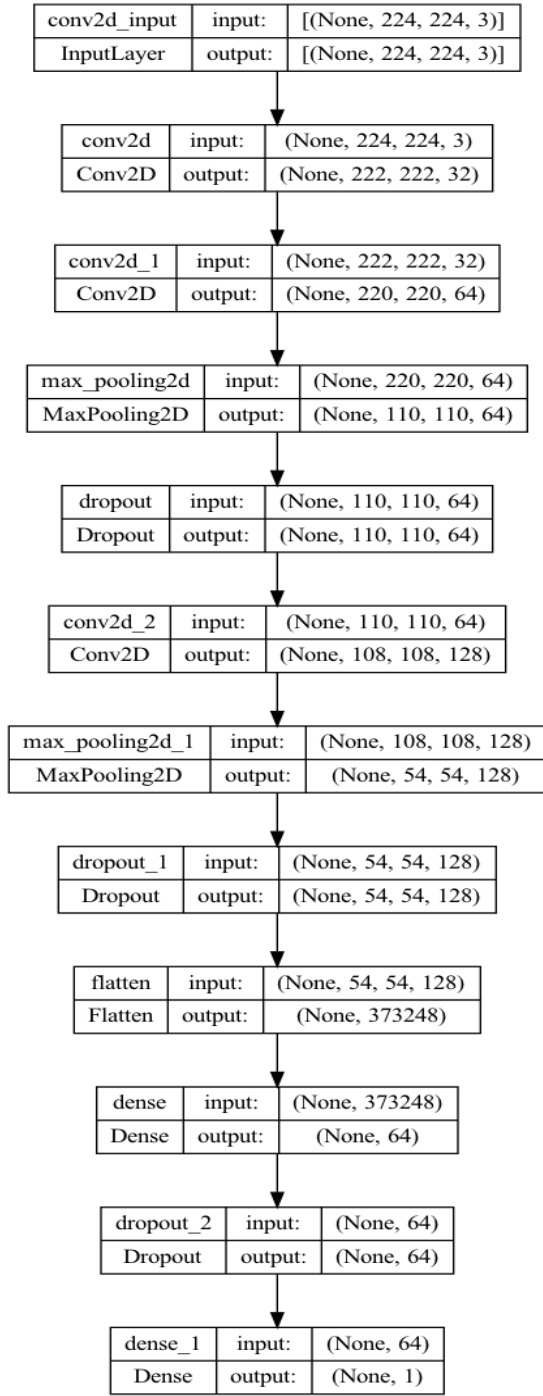 conv2d_input input: [(None, 224, 224, 3)]
InputLayer output: [(None, 224, 224, 3)]
conv2d input: (None, 224, 224, 3)
Conv2D output: (None, 222, 222, 32)
conv2d_1 input: (None, 222, 222, 32)
Conv2D output: (None, 220, 220, 64)
max_pooling2d input: (None, 220, 220, 64)
MaxPooling2D output: (None, 110, 110, 64)
dropout input: (None, 110, 110, 64)
Dropout output: (None, 110, 110, 64)
conv2d_2 input: (None, 110, 110, 64)
Conv2D output: (None, 108, 108, 128)
max_pooling2d_1 input: (None, 108, 108, 128)
MaxPooling2D output: (None, 54, 54, 128)
dropout_1 input: (None, 54, 54, 128)
Dropout output: (None, 54, 54, 128)
flatten input: (None, 54, 54, 128)
Flatten output: (None, 373248)
dense input: (None, 373248)
Dense output: (None, 64)
dropout_2 input: (None, 64)
Dropout output: (None, 64)
dense_1 input: (None, 64)
Dense output: (None, 1)